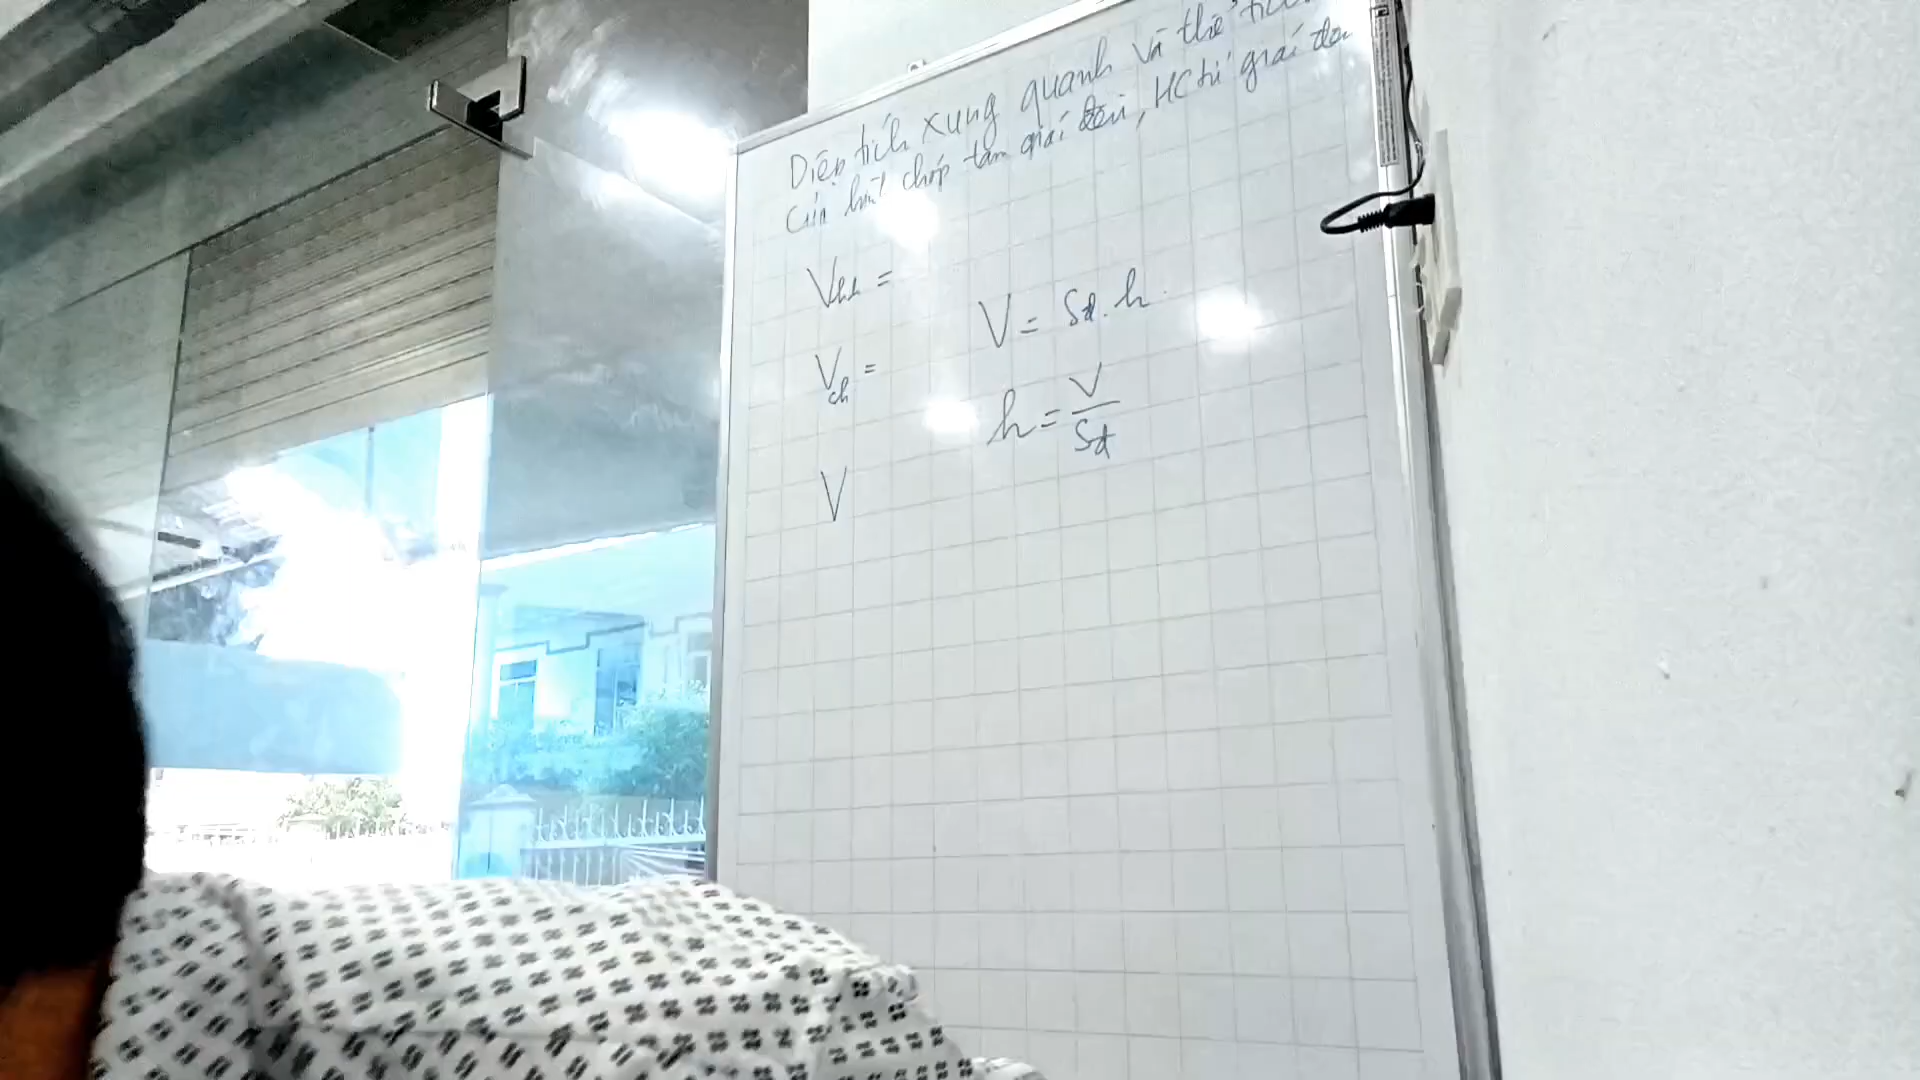 Diện tích xung quanh và thể tích
của hình chóp tam giác đều, HC tứ giác đều
Vhh =
V = Sđ. h
Vch =
h = V/Sđ
V